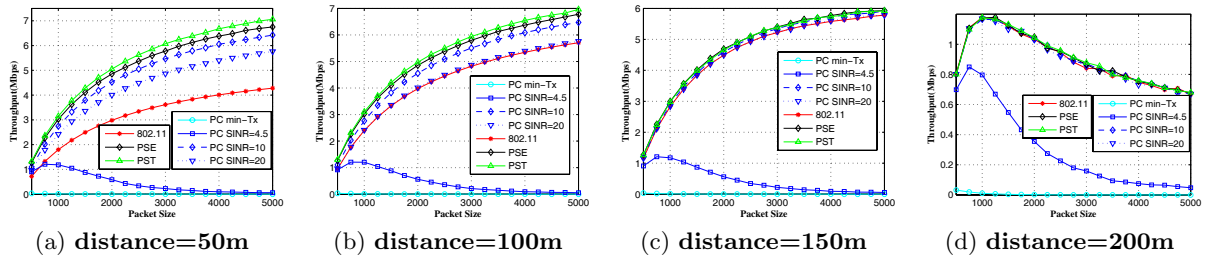 7
6
5
4
3
2
1
0
Throughput(Mbps)
1000 2000 3000 4000 5000
Packet Size
802.11
PSE
PST
PC min-Tx
PC SINR=4.5
PC SINR=10
PC SINR=20
(a) distance=50m
7
6
5
4
3
2
1
0
Throughput(Mbps)
1000 2000 3000 4000 5000
Packet Size
PC min-Tx
PC SINR=4.5
PC SINR=10
PC SINR=20
802.11
PSE
PST
(b) distance=100m
6
5
4
3
2
1
0
Throughput(Mbps)
1000 2000 3000 4000 5000
Packet Size
PC min-Tx
PC SINR=4.5
PC SINR=10
PC SINR=20
802.11
PSE
PST
(c) distance=150m
1
0.8
0.6
0.4
0.2
0
Throughput(Mbps)
1000 2000 3000 4000 5000
Packet Size
802.11
PSE
PST
PC min-Tx
PC SINR=4.5
PC SINR=10
PC SINR=20
(d) distance=200m